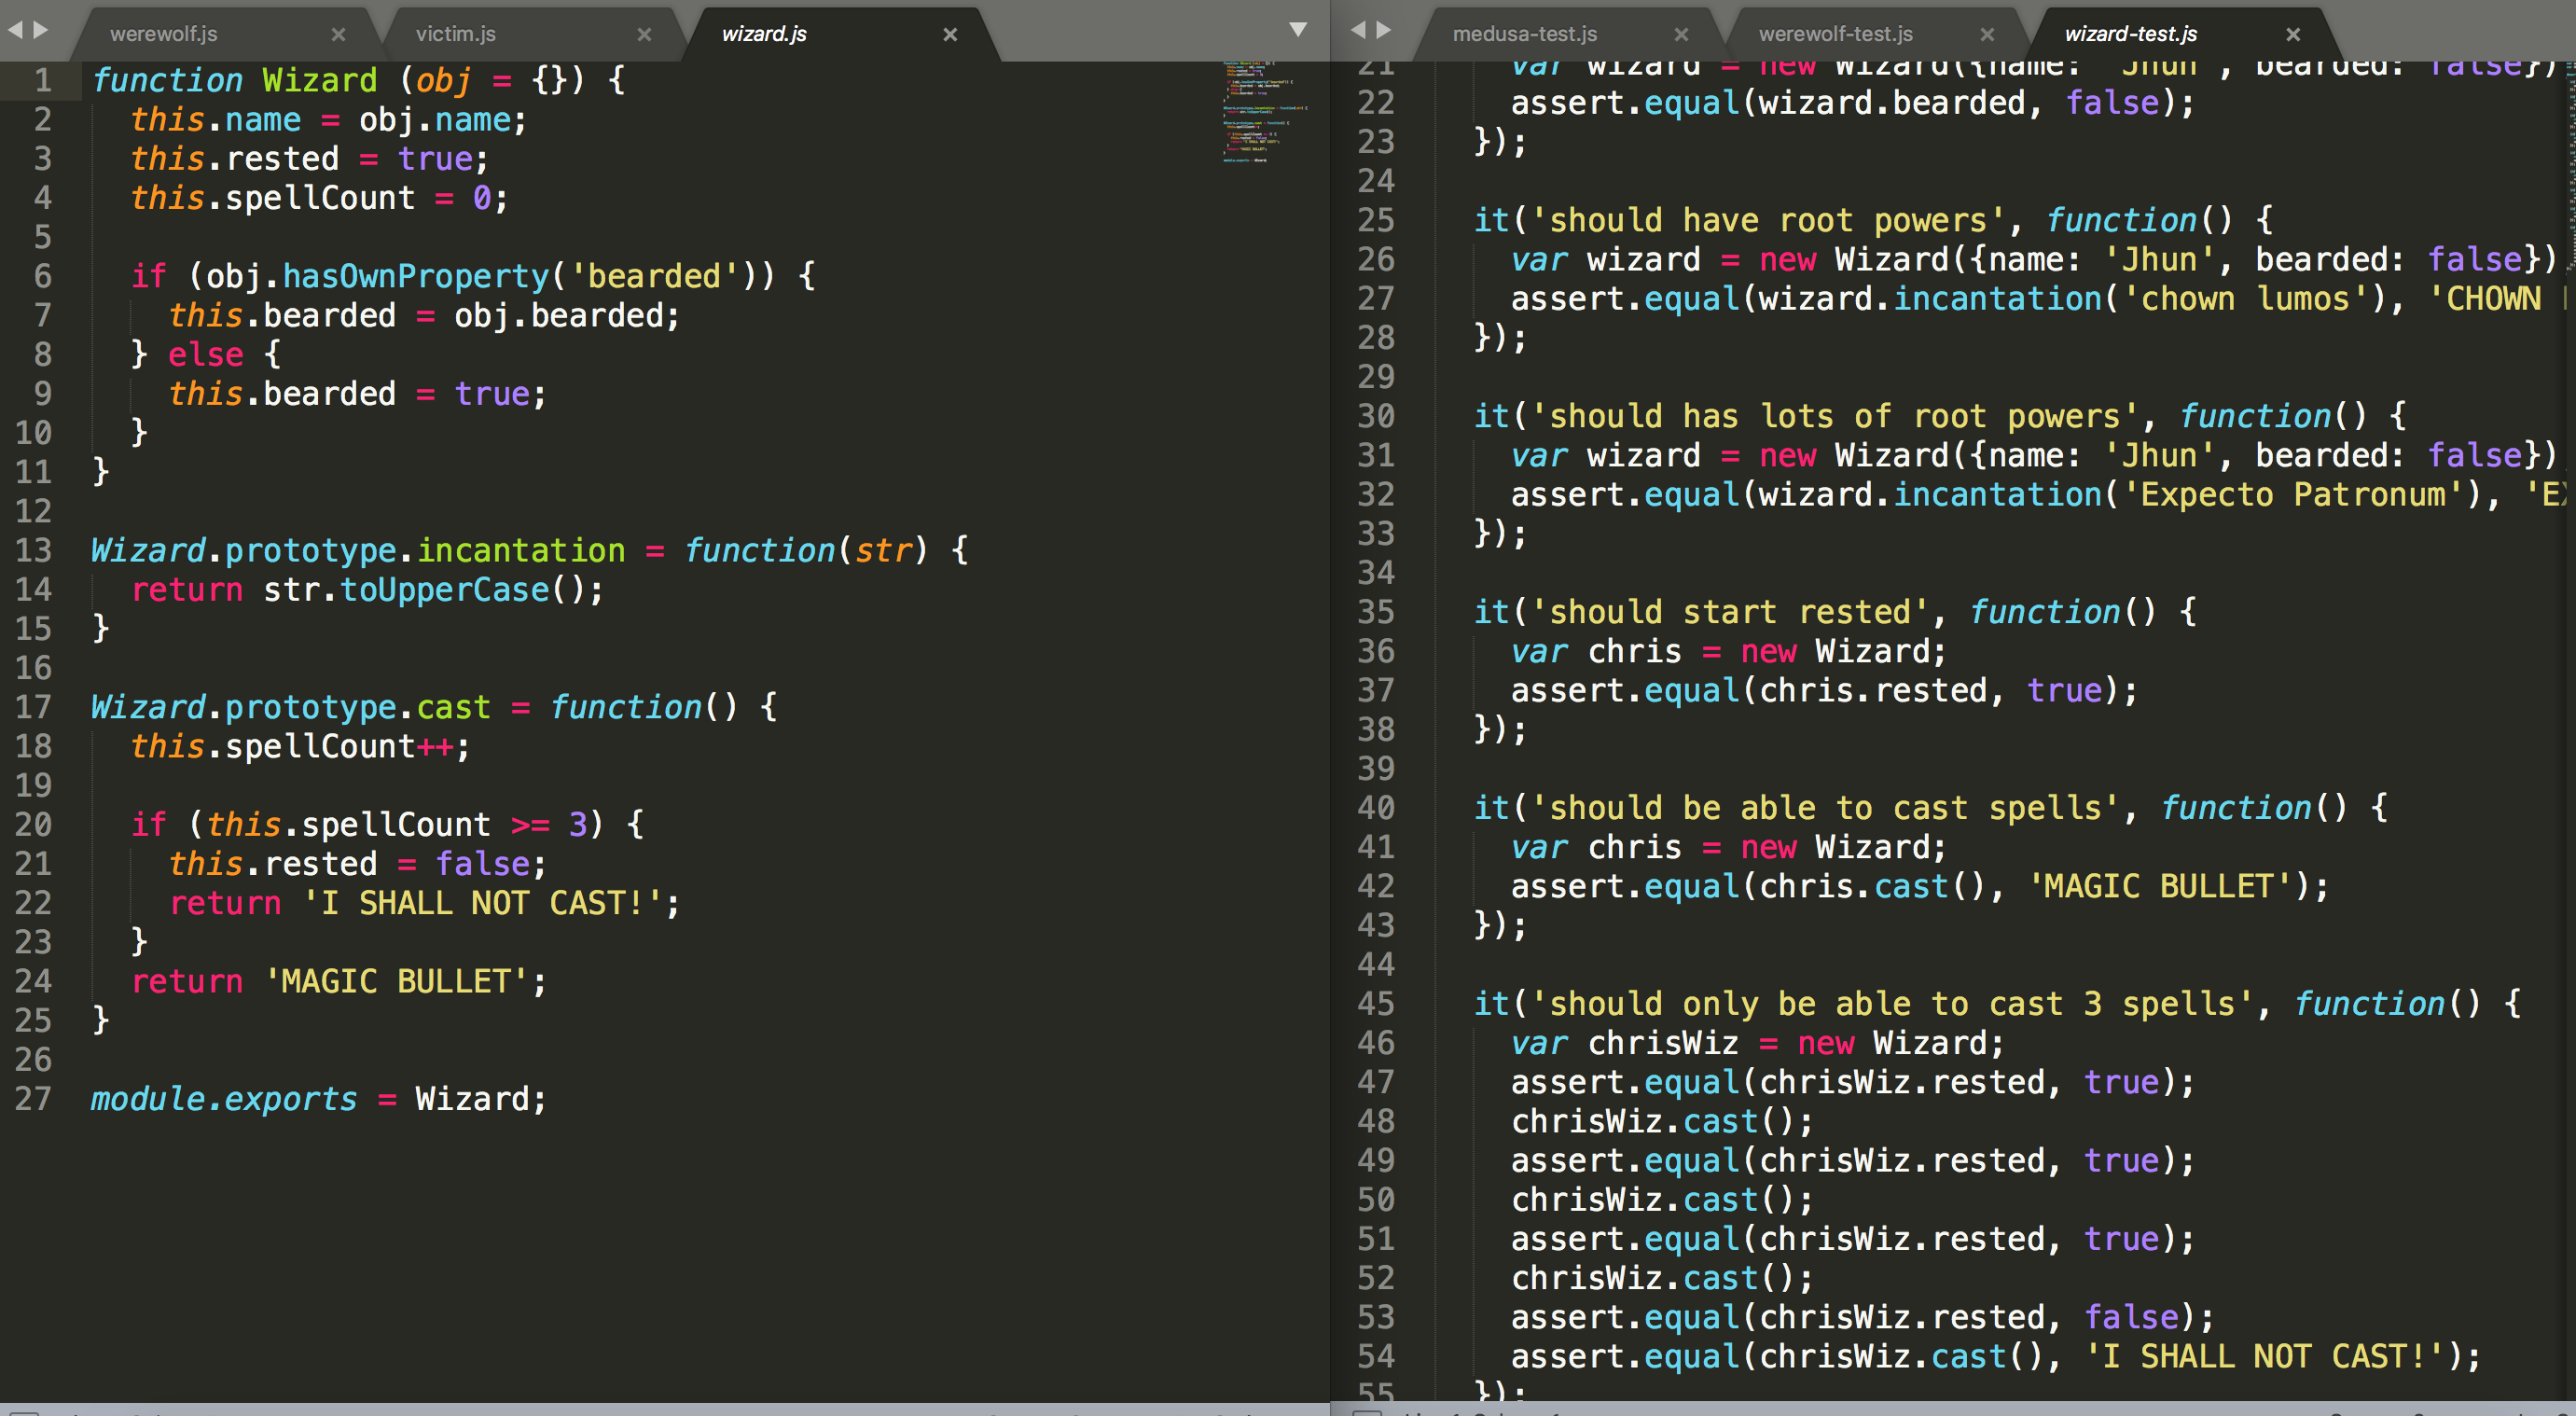 werewolf.js victim.js wizard.js
1 function Wizard (obj = {}) {
2   this.name = obj.name;
3   this.rested = true;
4   this.spellCount = 0;
5
6   if (obj.hasOwnProperty('bearded')) {
7     this.bearded = obj.bearded;
8   } else {
9     this.bearded = true;
10   }
11 }
12
13 Wizard.prototype.incantation = function(str) {
14   return str.toUpperCase();
15 }
16
17 Wizard.prototype.cast = function() {
18   this.spellCount++;
19
20   if (this.spellCount >= 3) {
21     this.rested = false;
22     return 'I SHALL NOT CAST!';
23   }
24   return 'MAGIC BULLET';
25 }
26
27 module.exports = Wizard;
medusa-test.js werewolf-test.js wizard-test.js
21     var wizard = new Wizard({name: 'Jhun', bearded: false})
22     assert.equal(wizard.bearded, false);
23   });
24
25   it('should have root powers', function() {
26     var wizard = new Wizard({name: 'Jhun', bearded: false})
27     assert.equal(wizard.incantation('chown lumos'), 'CHOWN
28   });
29
30   it('should has lots of root powers', function() {
31     var wizard = new Wizard({name: 'Jhun', bearded: false})
32     assert.equal(wizard.incantation('Expecto Patronum'), 'E
33   });
34
35   it('should start rested', function() {
36     var chris = new Wizard;
37     assert.equal(chris.rested, true);
38   });
39
40   it('should be able to cast spells', function() {
41     var chris = new Wizard;
42     assert.equal(chris.cast(), 'MAGIC BULLET');
43   });
44
45   it('should only be able to cast 3 spells', function() {
46     var chrisWiz = new Wizard;
47     assert.equal(chrisWiz.rested, true);
48     chrisWiz.cast();
49     assert.equal(chrisWiz.rested, true);
50     chrisWiz.cast();
51     assert.equal(chrisWiz.rested, true);
52     chrisWiz.cast();
53     assert.equal(chrisWiz.rested, false);
54     assert.equal(chrisWiz.cast(), 'I SHALL NOT CAST!');
55   });